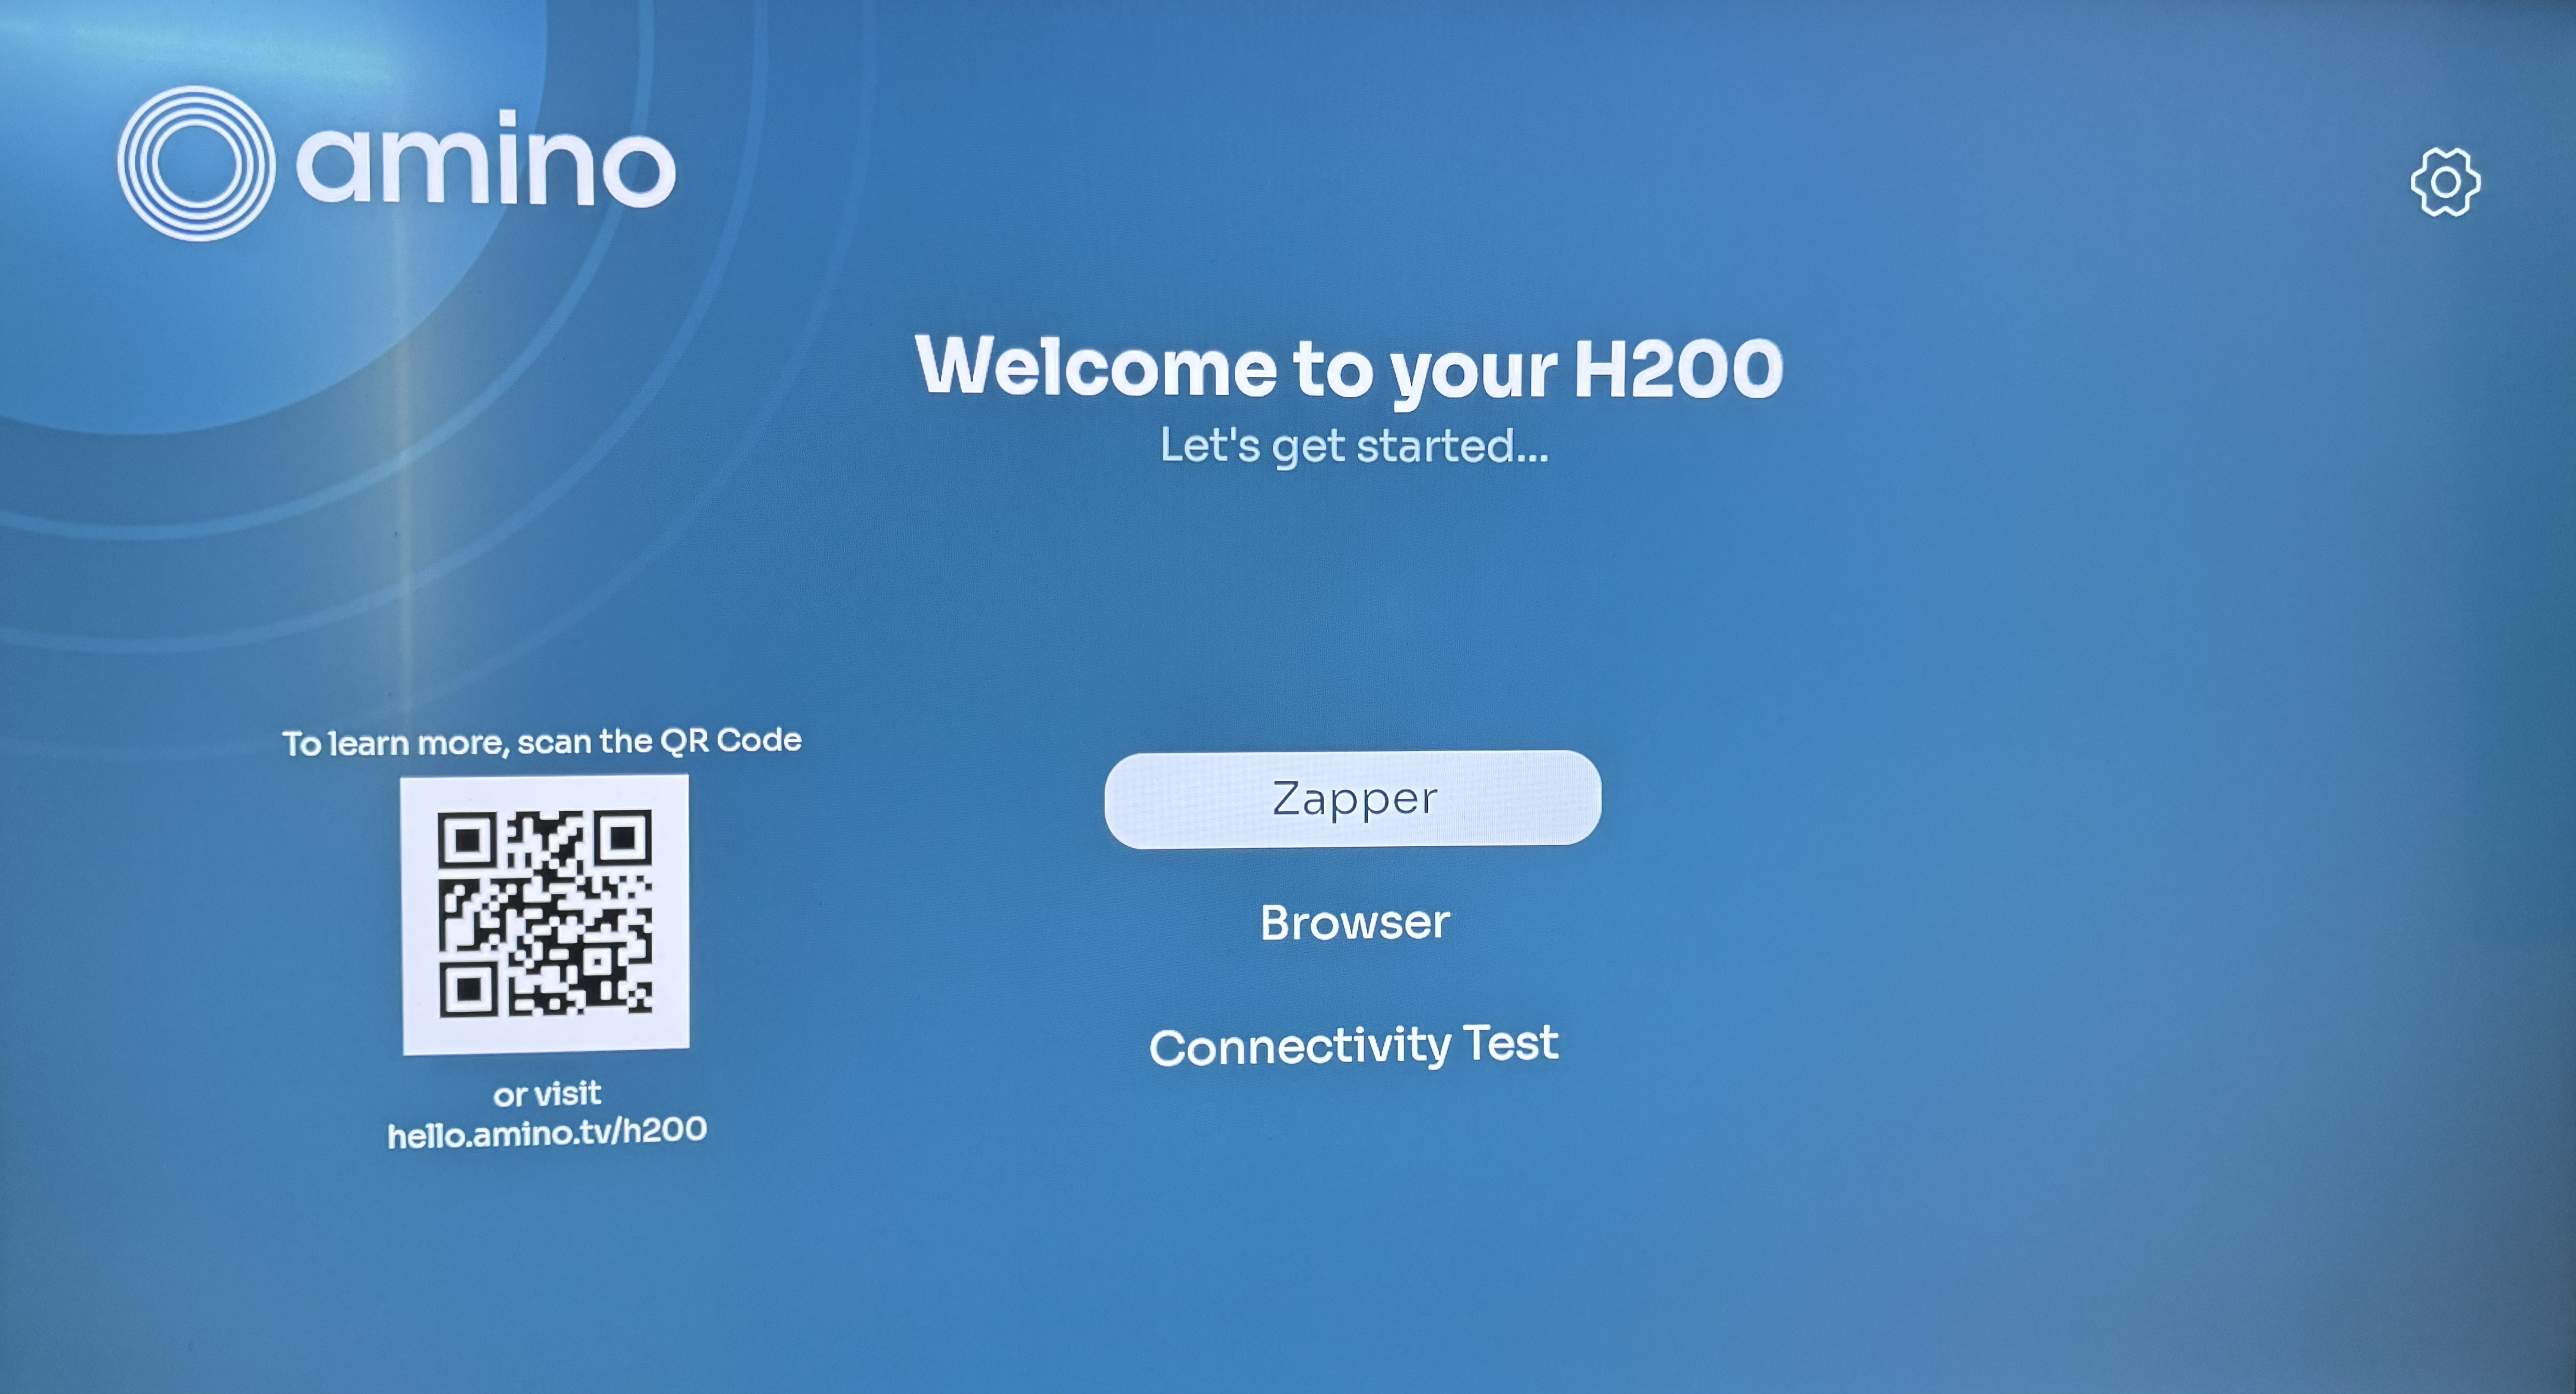 amino
Welcome to your H200
Let's get started...
To learn more, scan the QR Code
or visit
hello.amino.tv/h200
Zapper
Browser
Connectivity Test